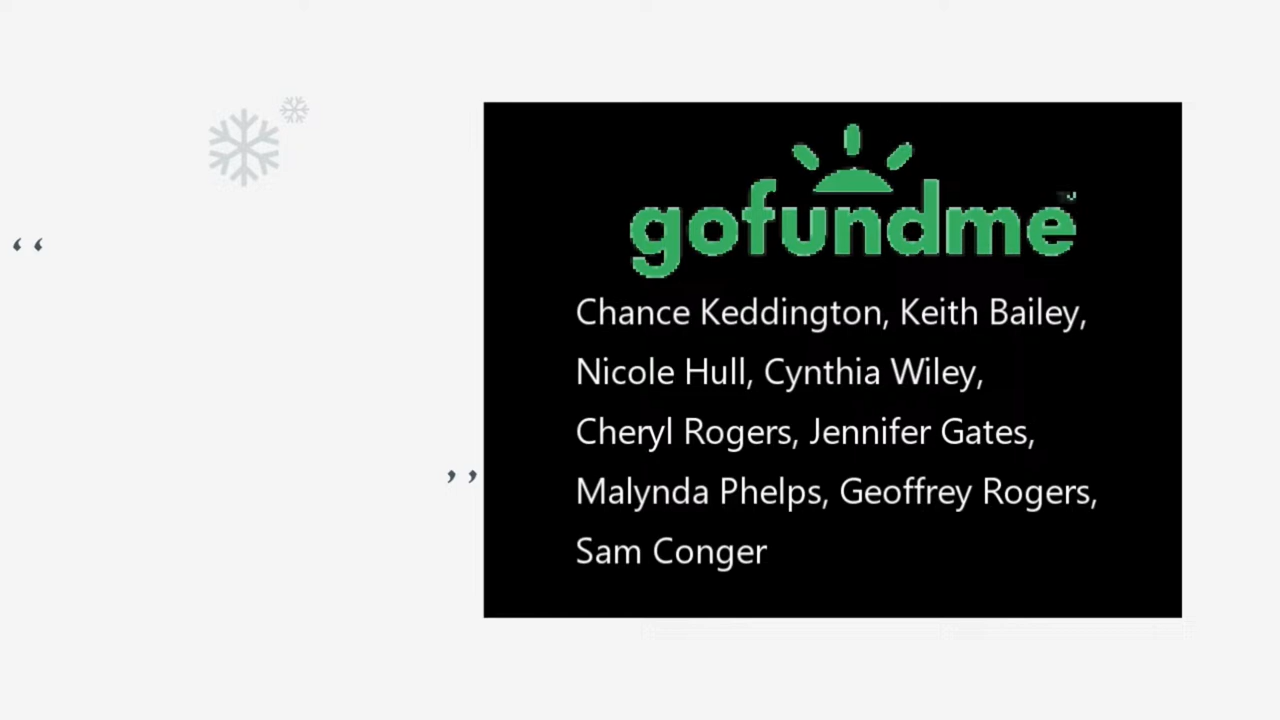 “
gofundme
Chance Keddington, Keith Bailey,
Nicole Hull, Cynthia Wiley,
Cheryl Rogers, Jennifer Gates,
Malynda Phelps, Geoffrey Rogers,
”
Sam Conger